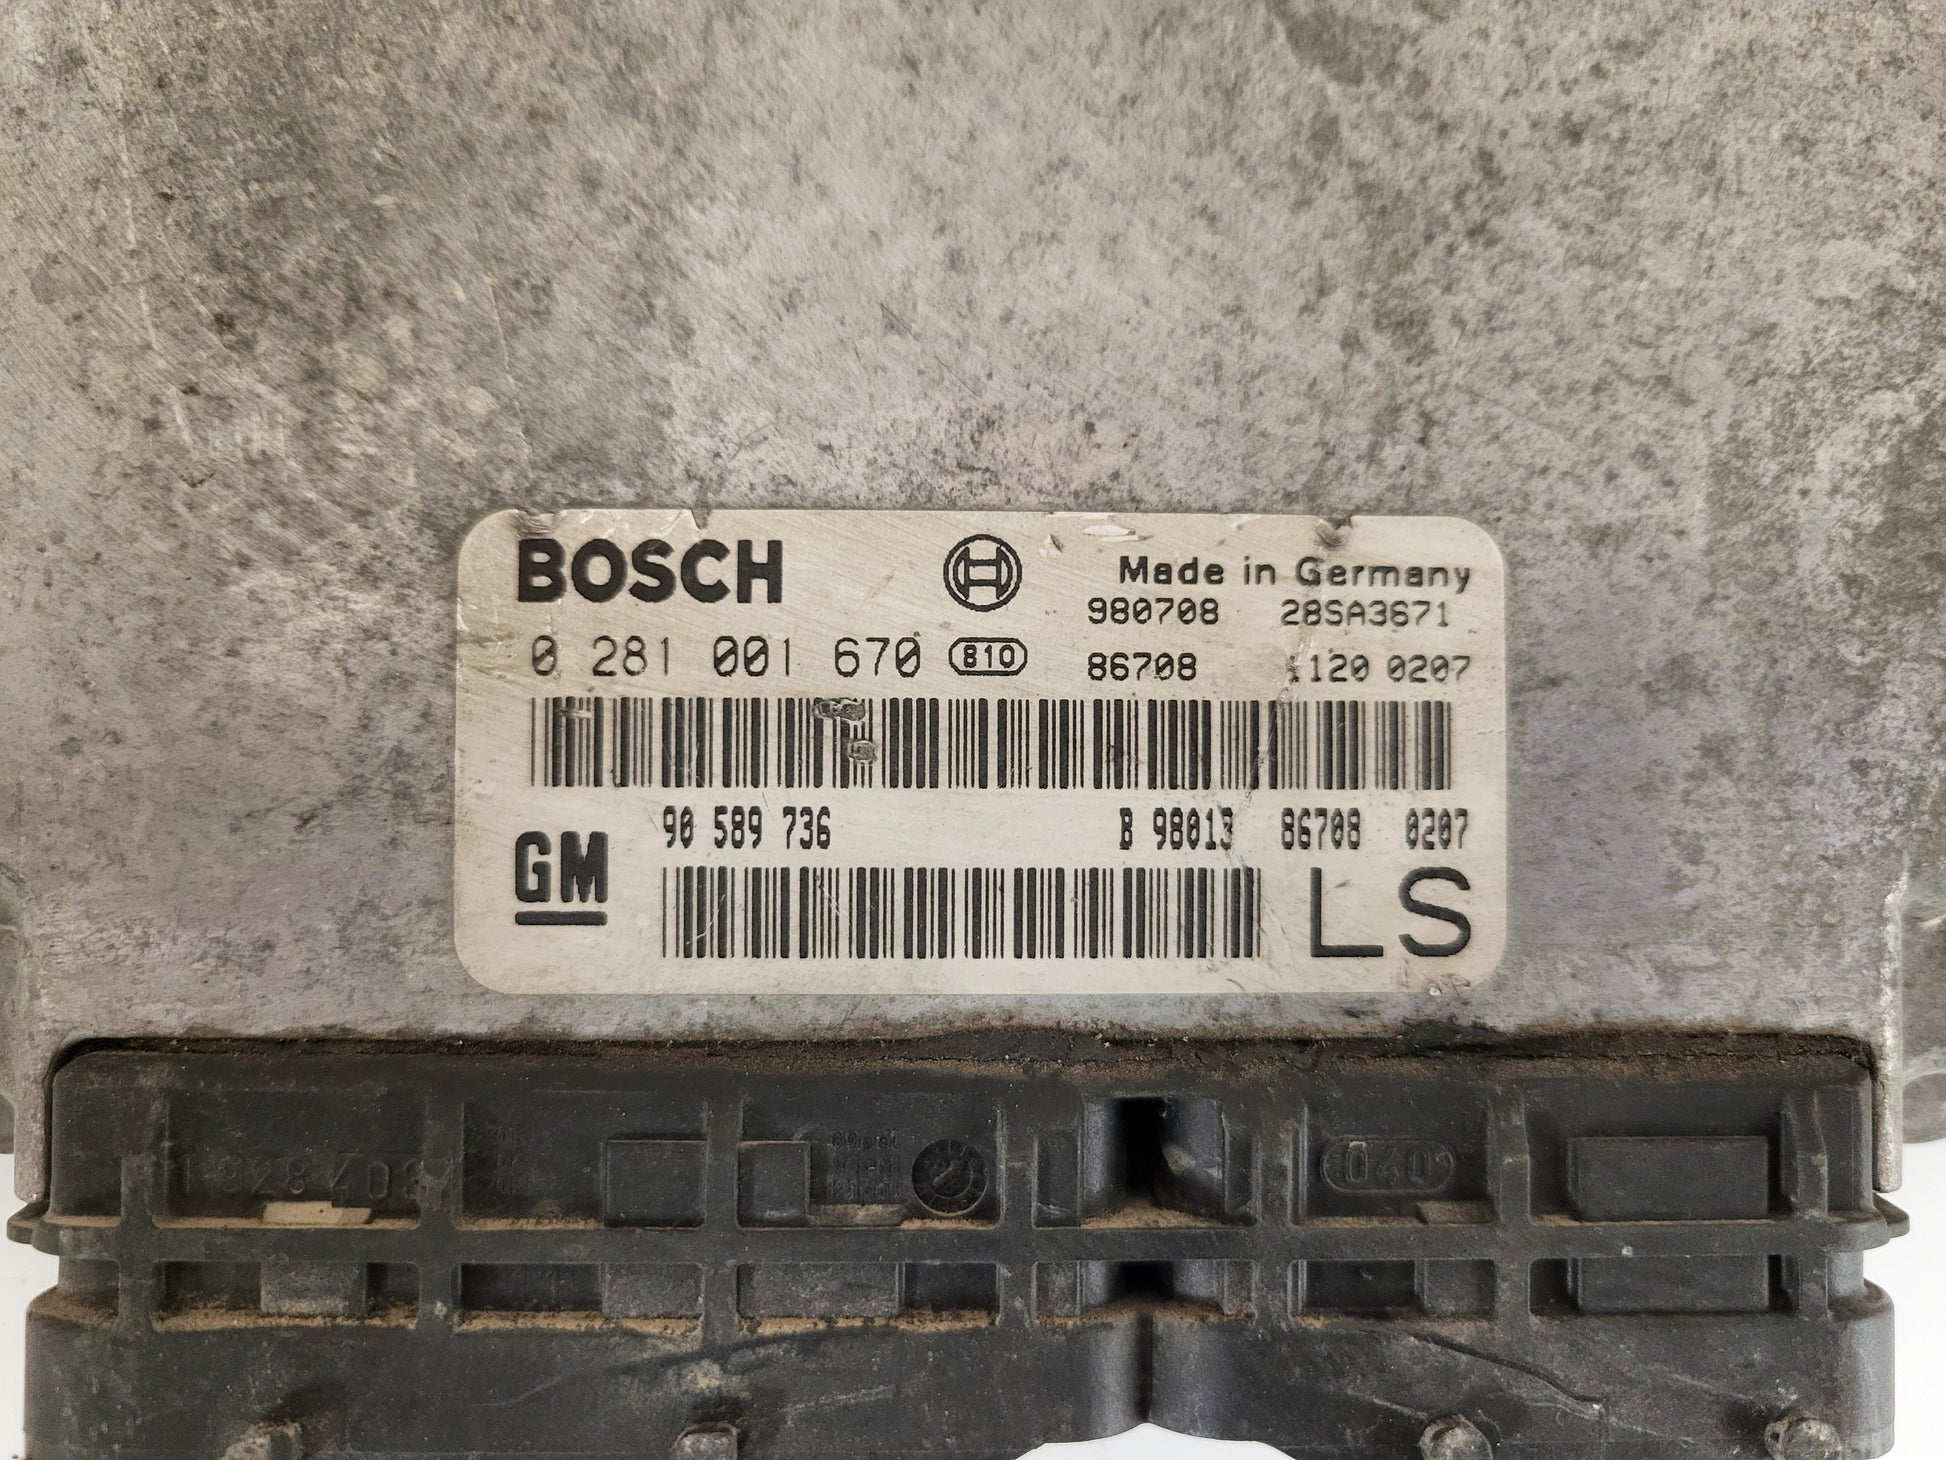 BOSCH
Made in Germany
980708 28SA3671
0 281 001 670 810 86708 1120 0207
90 589 736 B 98013 86708 0207
GM
LS
040